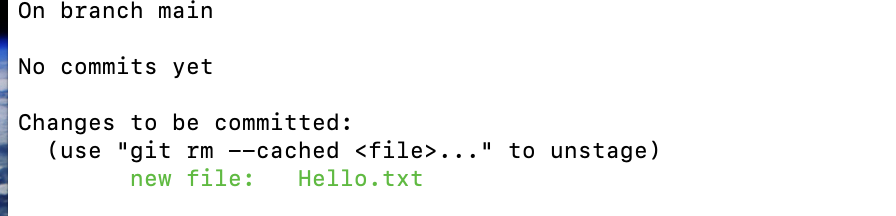 On branch main
No commits yet
Changes to be committed:
(use "git rm --cached <file>..." to unstage)
new file:   Hello.txt